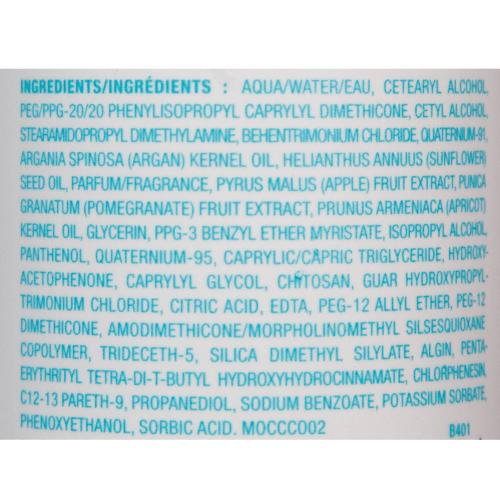 INGREDIENTS/INGRÉDIENTS : AQUA/WATER/EAU, CETEARYL ALCOHOL,
PEG/PPG-20/20 PHENYLISOPROPYL CAPRYLYL DIMETHICONE, CETYL ALCOHOL,
STEARAMIDOPROPYL DIMETHYLAMINE, BEHENTRIMONIUM CHLORIDE, QUATERNIUM-91,
ARGANIA SPINOSA (ARGAN) KERNEL OIL, HELIANTHUS ANNUUS (SUNFLOWER)
SEED OIL, PARFUM/FRAGRANCE, PYRUS MALUS (APPLE) FRUIT EXTRACT, PUNICA
GRANATUM (POMEGRANATE) FRUIT EXTRACT, PRUNUS ARMENIACA (APRICOT)
KERNEL OIL, GLYCERIN, PPG-3 BENZYL ETHER MYRISTATE, ISOPROPYL ALCOHOL,
PANTHENOL, QUATERNIUM-95, CAPRYLIC/CAPRIC TRIGLYCERIDE, HYDROXY-
ACETOPHENONE, CAPRYLYL GLYCOL, CHITOSAN, GUAR HYDROXYPROPYL-
TRIMONIUM CHLORIDE, CITRIC ACID, EDTA, PEG-12 ALLYL ETHER, PEG-12
DIMETHICONE, AMODIMETHICONE/MORPHOLINOMETHYL SILSESQUIOXANE
COPOLYMER, TRIDECETH-5, SILICA DIMETHYL SILYLATE, ALGIN, PENTA-
ERYTHRITYL TETRA-DI-T-BUTYL HYDROXYHYDROCINNAMATE, CHLORPHENESIN,
C12-13 PARETH-9, PROPANEDIOL, SODIUM BENZOATE, POTASSIUM SORBATE,
PHENOXYETHANOL, SORBIC ACID. MOCCC002
B401